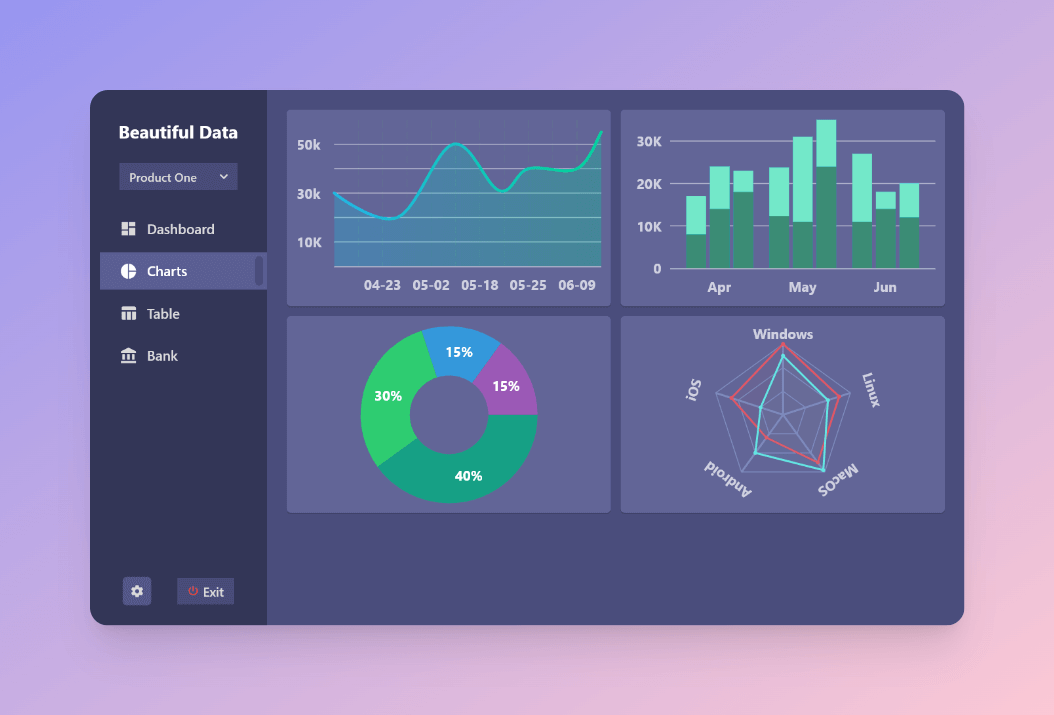 Beautiful Data
Product One
Dashboard
Charts
Table
Bank
Exit
50k
30k
10K
04-23 05-02 05-18 05-25 06-09
30K
20K
10K
0
Apr May Jun
15%
15%
30%
40%
Windows
Linux
MacOS
Android
iOS